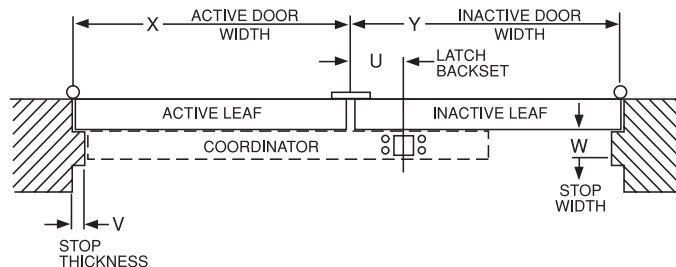 X ACTIVE DOOR WIDTH
Y INACTIVE DOOR WIDTH
U LATCH BACKSET
ACTIVE LEAF
INACTIVE LEAF
COORDINATOR
W
STOP WIDTH
V
STOP THICKNESS